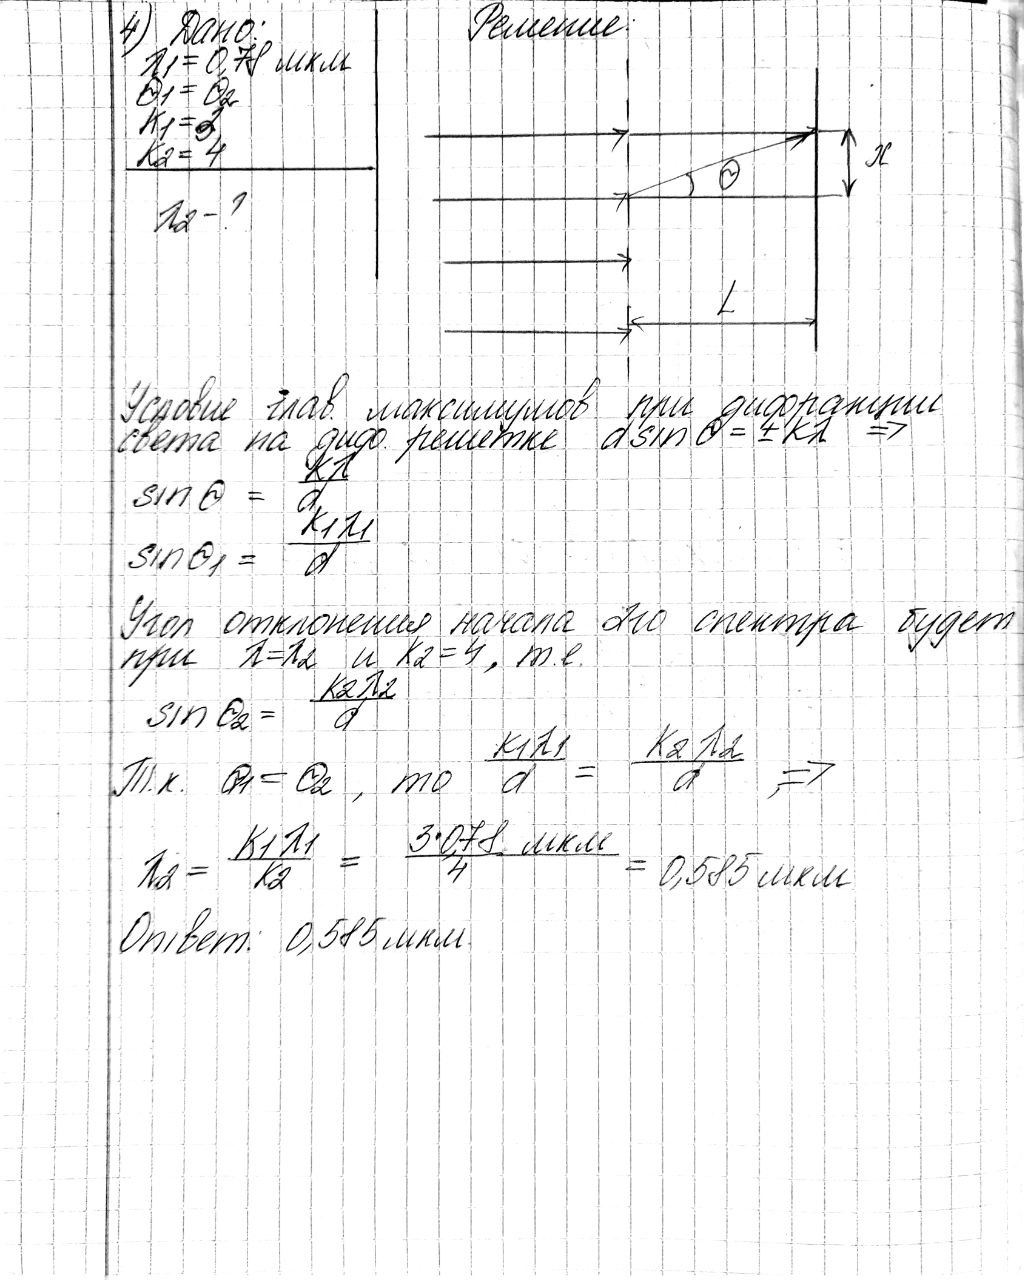 4) Дано:
λ1 = 0,78 мкм
Θ1 = Θ2
K1 = 3
K2 = 4
λ2 - ?
Решение:
Θ
x
L
Условие глав. максимумов при дифракции
света на диф. решетке d sin Θ = ± Kλ =>
sin Θ = Kλ / d
sin Θ1 = K1λ1 / d
Угол отклонения начала 2го спектра будет
при λ=λ2 и K2=4, т.е.
sin Θ2 = K2λ2 / d
Т.к. Θ1 = Θ2, то K1λ1 / d = K2λ2 / d, =>
λ2 = K1λ1 / K2 = 3·0,78 мкм / 4 = 0,585 мкм
Ответ: 0,585 мкм.